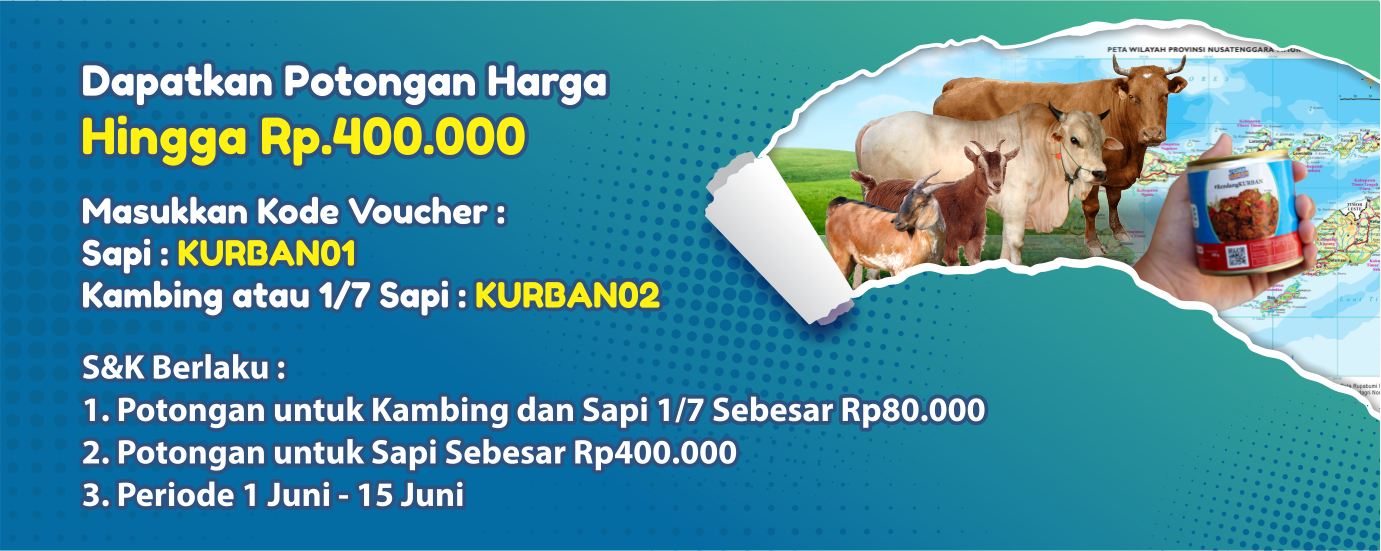 Dapatkan Potongan Harga
Hingga Rp.400.000
Masukkan Kode Voucher :
Sapi : KURBAN01
Kambing atau 1/7 Sapi : KURBAN02
S&K Berlaku :
1. Potongan untuk Kambing dan Sapi 1/7 Sebesar Rp80.000
2. Potongan untuk Sapi Sebesar Rp400.000
3. Periode 1 Juni - 15 Juni
PETA WILAYAH PROVINSI NUSATENGGARA TIMUR
#RendangKURBAN